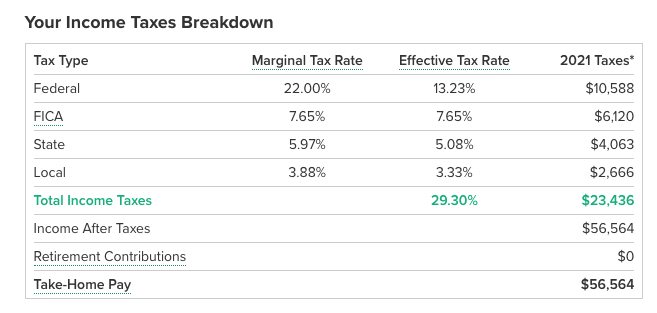 Your Income Taxes Breakdown
Tax Type Marginal Tax Rate Effective Tax Rate 2021 Taxes*
Federal 22.00% 13.23% $10,588
FICA 7.65% 7.65% $6,120
State 5.97% 5.08% $4,063
Local 3.88% 3.33% $2,666
Total Income Taxes 29.30% $23,436
Income After Taxes $56,564
Retirement Contributions $0
Take-Home Pay $56,564